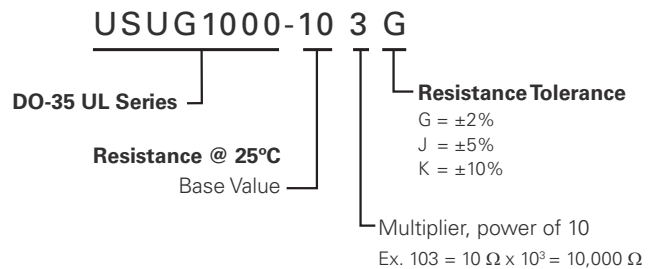 USUG1000-10 3 G
DO-35 UL Series
Resistance Tolerance
G = ±2%
J = ±5%
K = ±10%
Resistance @ 25ºC
Base Value
Multiplier, power of 10
Ex. 103 = 10 Ω x 10³ = 10,000 Ω